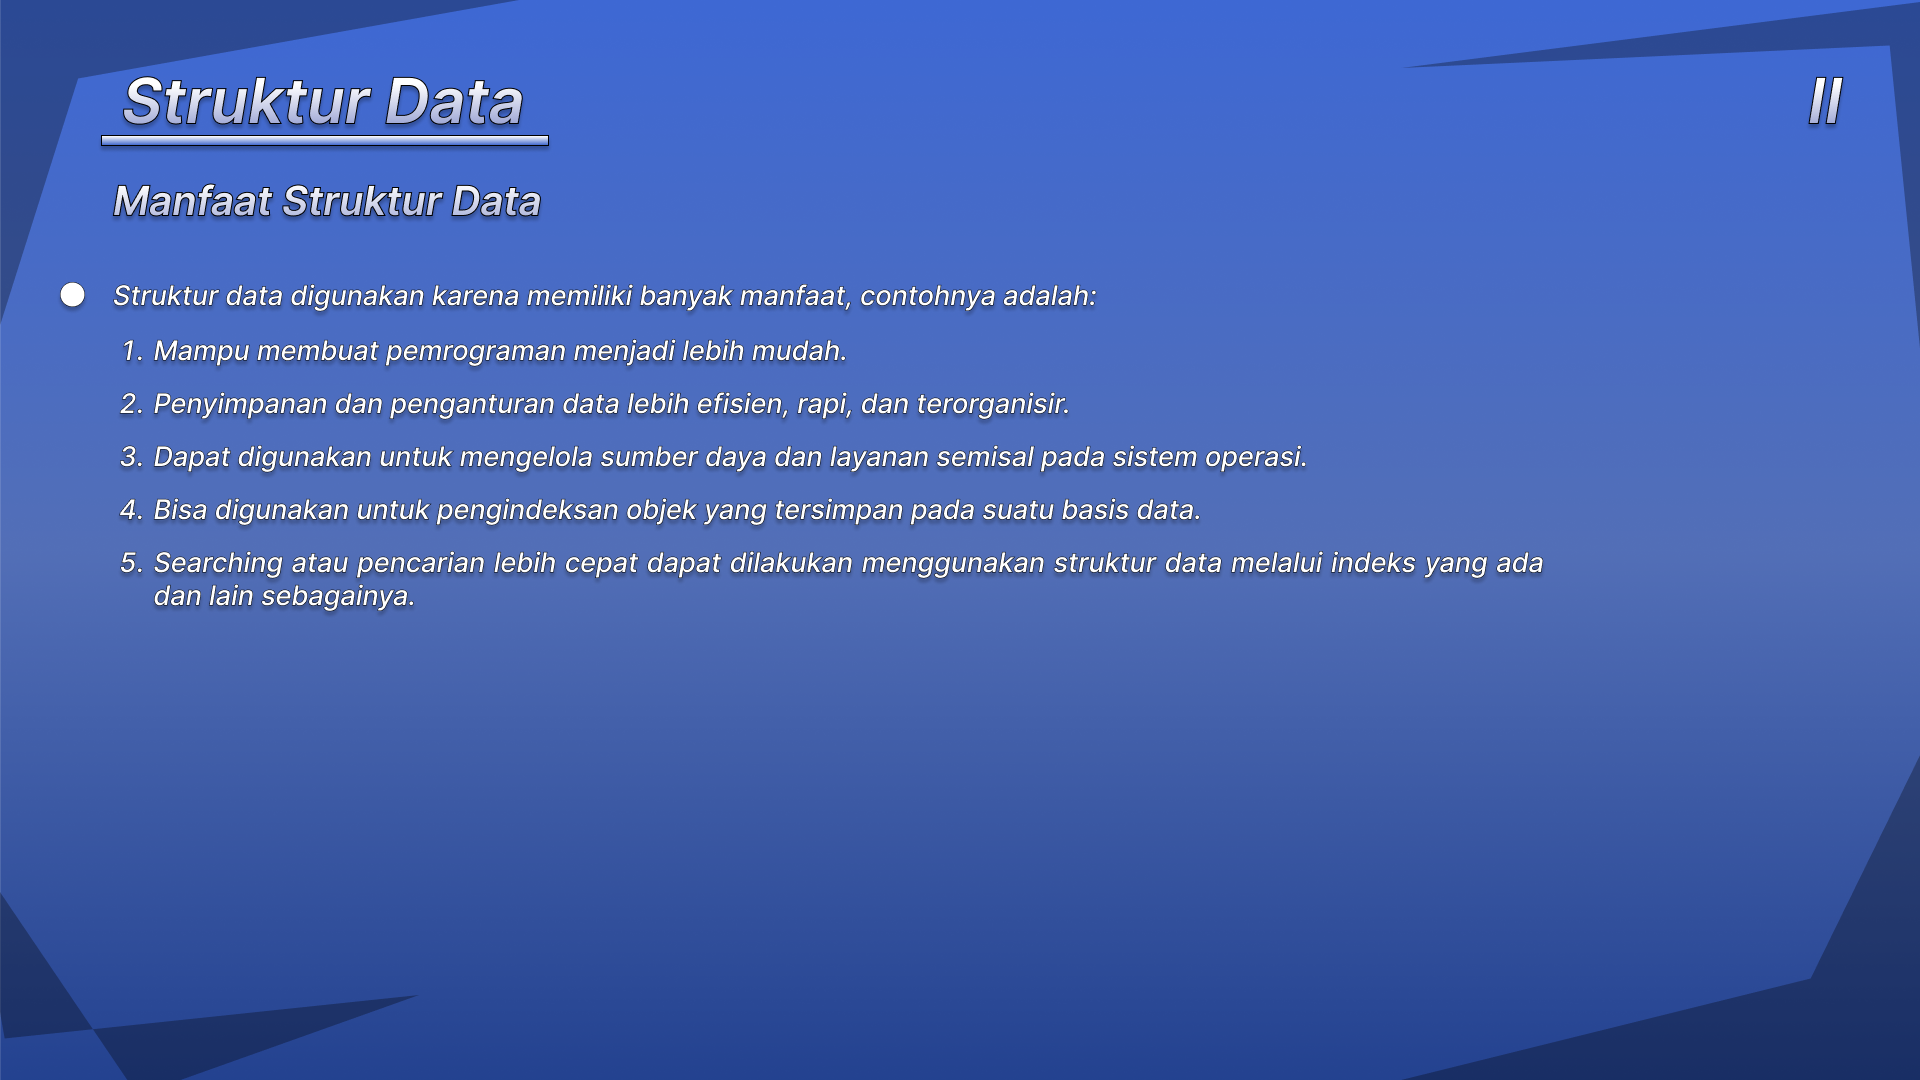 Struktur Data
II
Manfaat Struktur Data
Struktur data digunakan karena memiliki banyak manfaat, contohnya adalah:
1. Mampu membuat pemrograman menjadi lebih mudah.
2. Penyimpanan dan penganturan data lebih efisien, rapi, dan terorganisir.
3. Dapat digunakan untuk mengelola sumber daya dan layanan semisal pada sistem operasi.
4. Bisa digunakan untuk pengindeksan objek yang tersimpan pada suatu basis data.
5. Searching atau pencarian lebih cepat dapat dilakukan menggunakan struktur data melalui indeks yang ada
dan lain sebagainya.